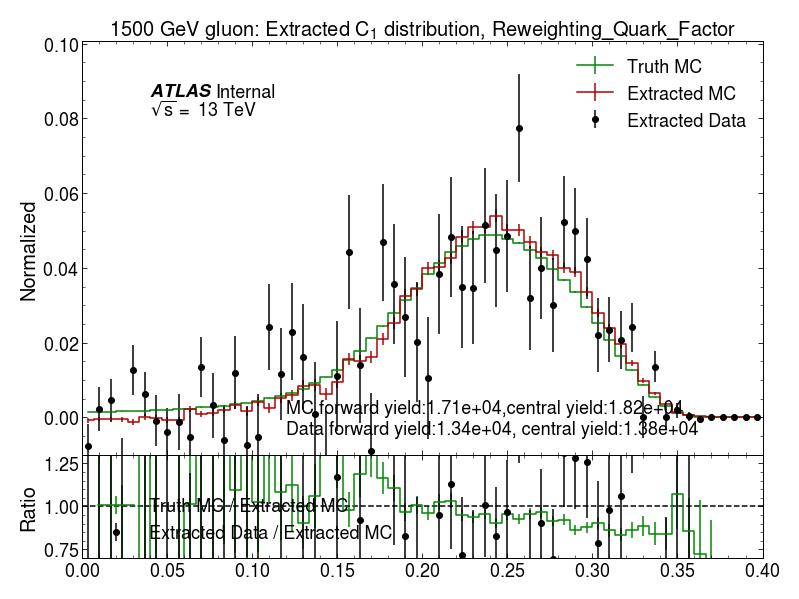 1500 GeV gluon: Extracted C₁ distribution, Reweighting_Quark_Factor
0.10
0.08
0.06
0.04
0.02
0.00
Normalized
ATLAS Internal
√s = 13 TeV
Truth MC
Extracted MC
Extracted Data
MC forward yield:1.71e+04,central yield:1.82e+04
Data forward yield:1.34e+04, central yield:1.38e+04
1.25
1.00
0.75
Ratio
Truth MC / Extracted MC
Extracted Data / Extracted MC
0.00 0.05 0.10 0.15 0.20 0.25 0.30 0.35 0.40